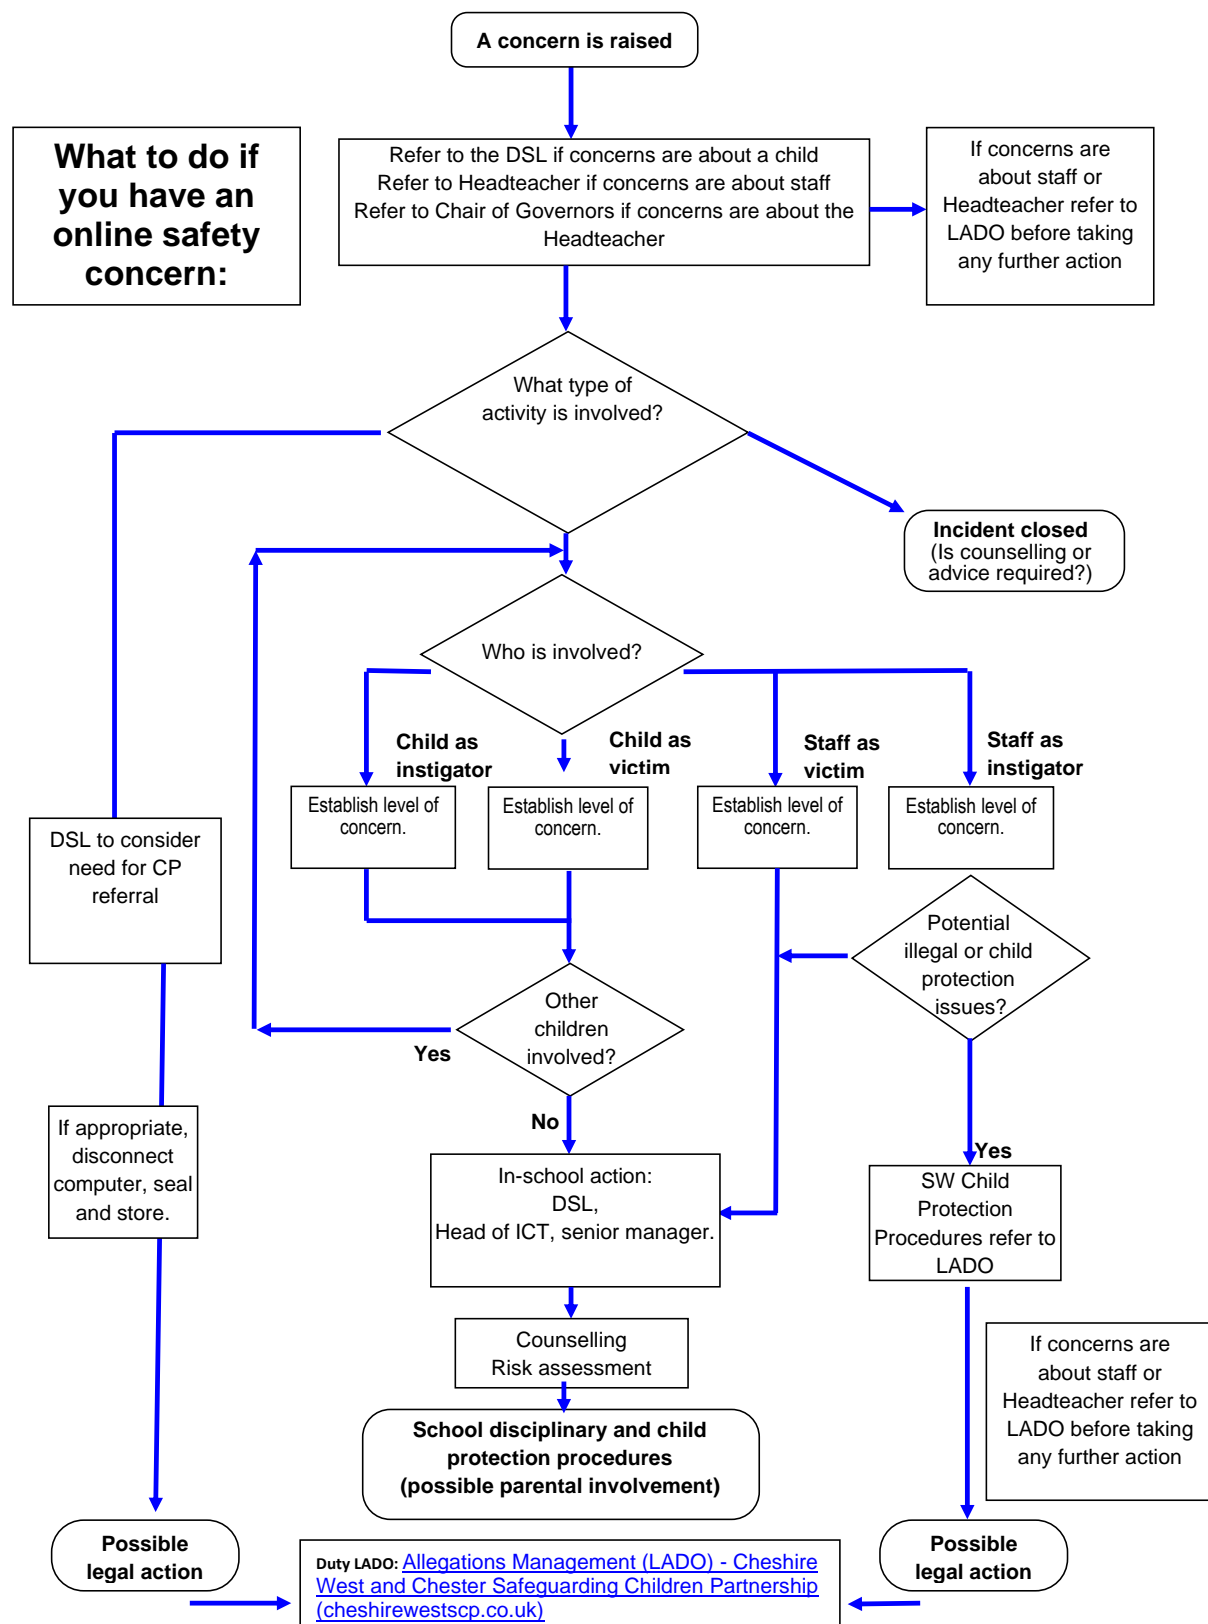 A concern is raised
What to do if
you have an
online safety
concern:
Refer to the DSL if concerns are about a child
Refer to Headteacher if concerns are about staff
Refer to Chair of Governors if concerns are about the
Headteacher
If concerns are
about staff or
Headteacher refer to
LADO before taking
any further action
What type of
activity is involved?
Incident closed
(Is counselling or
advice required?)
Who is involved?
Child as
instigator
Child as
victim
Staff as
victim
Staff as
instigator
Establish level of
concern.
Establish level of
concern.
Establish level of
concern.
Establish level of
concern.
DSL to consider
need for CP
referral
Potential
illegal or child
protection
issues?
Other
children
involved?
Yes
No
If appropriate,
disconnect
computer, seal
and store.
In-school action:
DSL,
Head of ICT, senior manager.
Yes
SW Child
Protection
Procedures refer to
LADO
Counselling
Risk assessment
If concerns are
about staff or
Headteacher refer to
LADO before taking
any further action
School disciplinary and child
protection procedures
(possible parental involvement)
Possible
legal action
Duty LADO: Allegations Management (LADO) - Cheshire
West and Chester Safeguarding Children Partnership
(cheshirewestscp.co.uk)
Possible
legal action